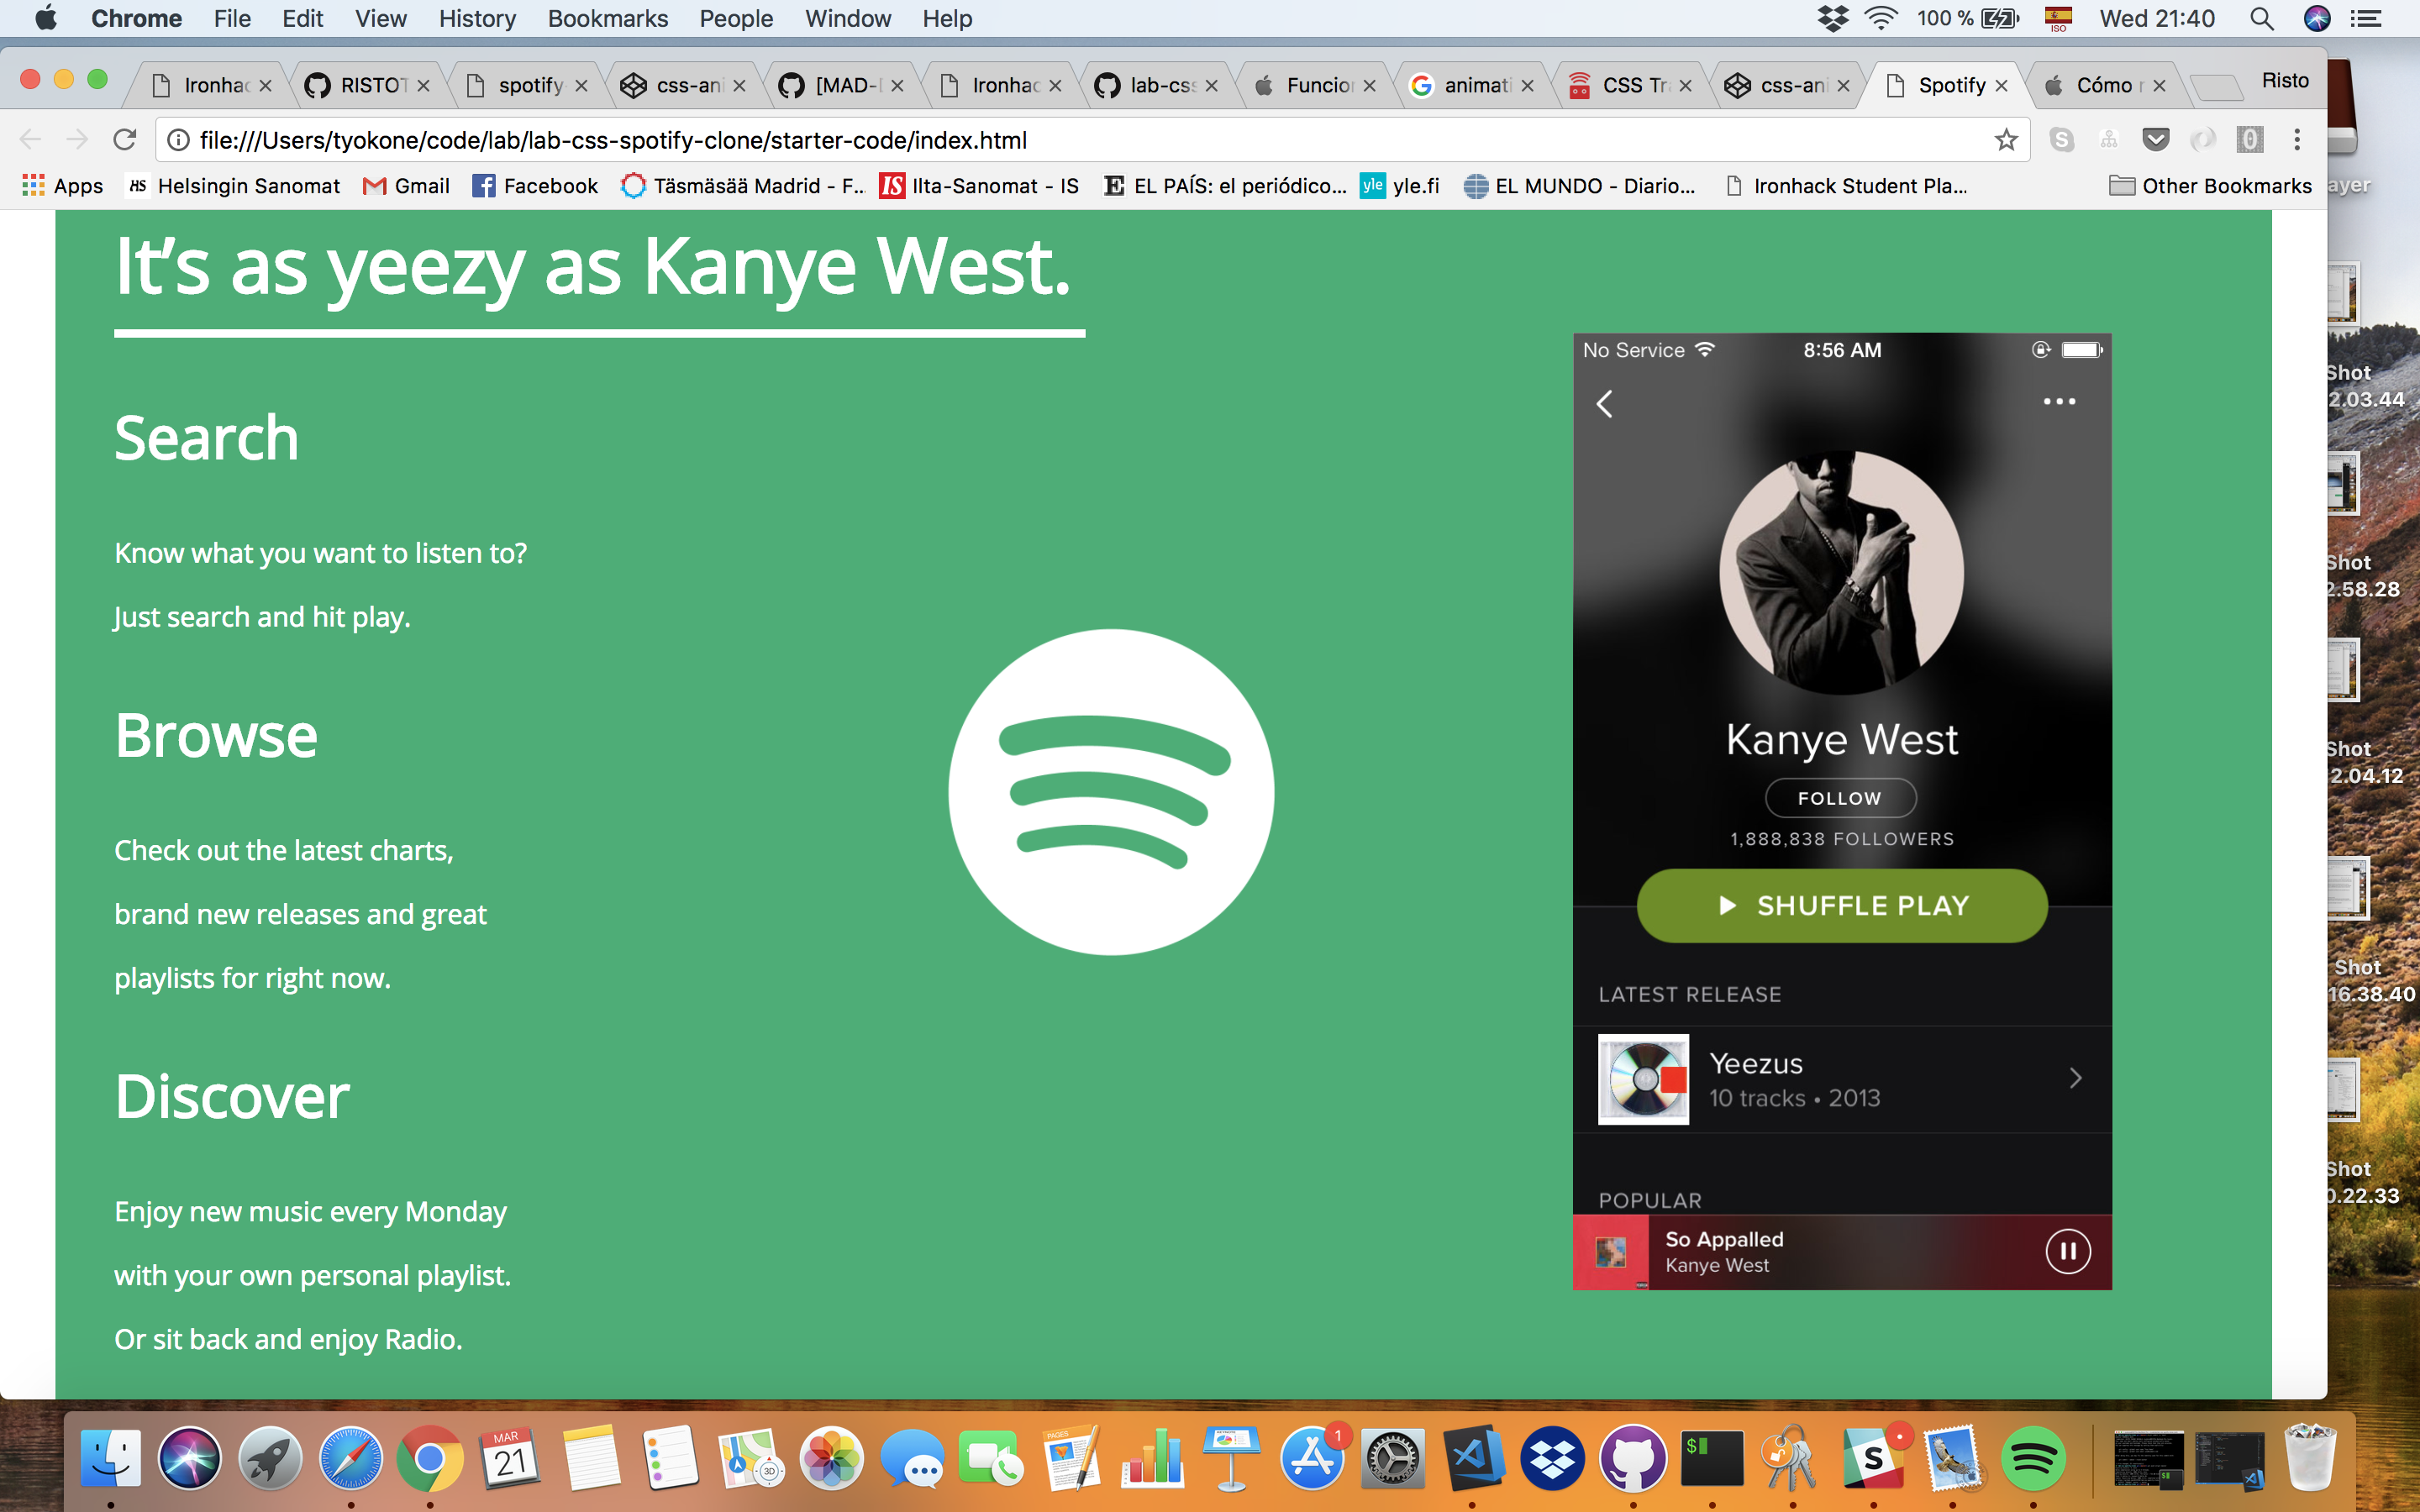 Chrome File Edit View History Bookmarks People Window Help 100 % ISO Wed 21:40
Ironhac RISTOT spotify- css-ani [MAD- Ironhac lab-css Funcior animati CSS Tr css-ani Spotify Cómo r Risto
file:///Users/tyokone/code/lab/lab-css-spotify-clone/starter-code/index.html
Apps HS Helsingin Sanomat Gmail Facebook Täsmäsää Madrid - F... IS Ilta-Sanomat - IS E EL PAÍS: el periódico... yle yle.fi EL MUNDO - Diario... Ironhack Student Pla... Other Bookmarks
ayer
It’s as yeezy as Kanye West.
Search
Know what you want to listen to?
Just search and hit play.
Browse
Check out the latest charts,
brand new releases and great
playlists for right now.
Discover
Enjoy new music every Monday
with your own personal playlist.
Or sit back and enjoy Radio.
No Service 8:56 AM
Kanye West
FOLLOW
1,888,838 FOLLOWERS
SHUFFLE PLAY
LATEST RELEASE
Yeezus
10 tracks • 2013
POPULAR
So Appalled
Kanye West
Shot
2.03.44
Shot
2.58.28
Shot
2.04.12
Shot
16.38.40
Shot
0.22.33
MAR
21
3D
PAGES
1
$
S